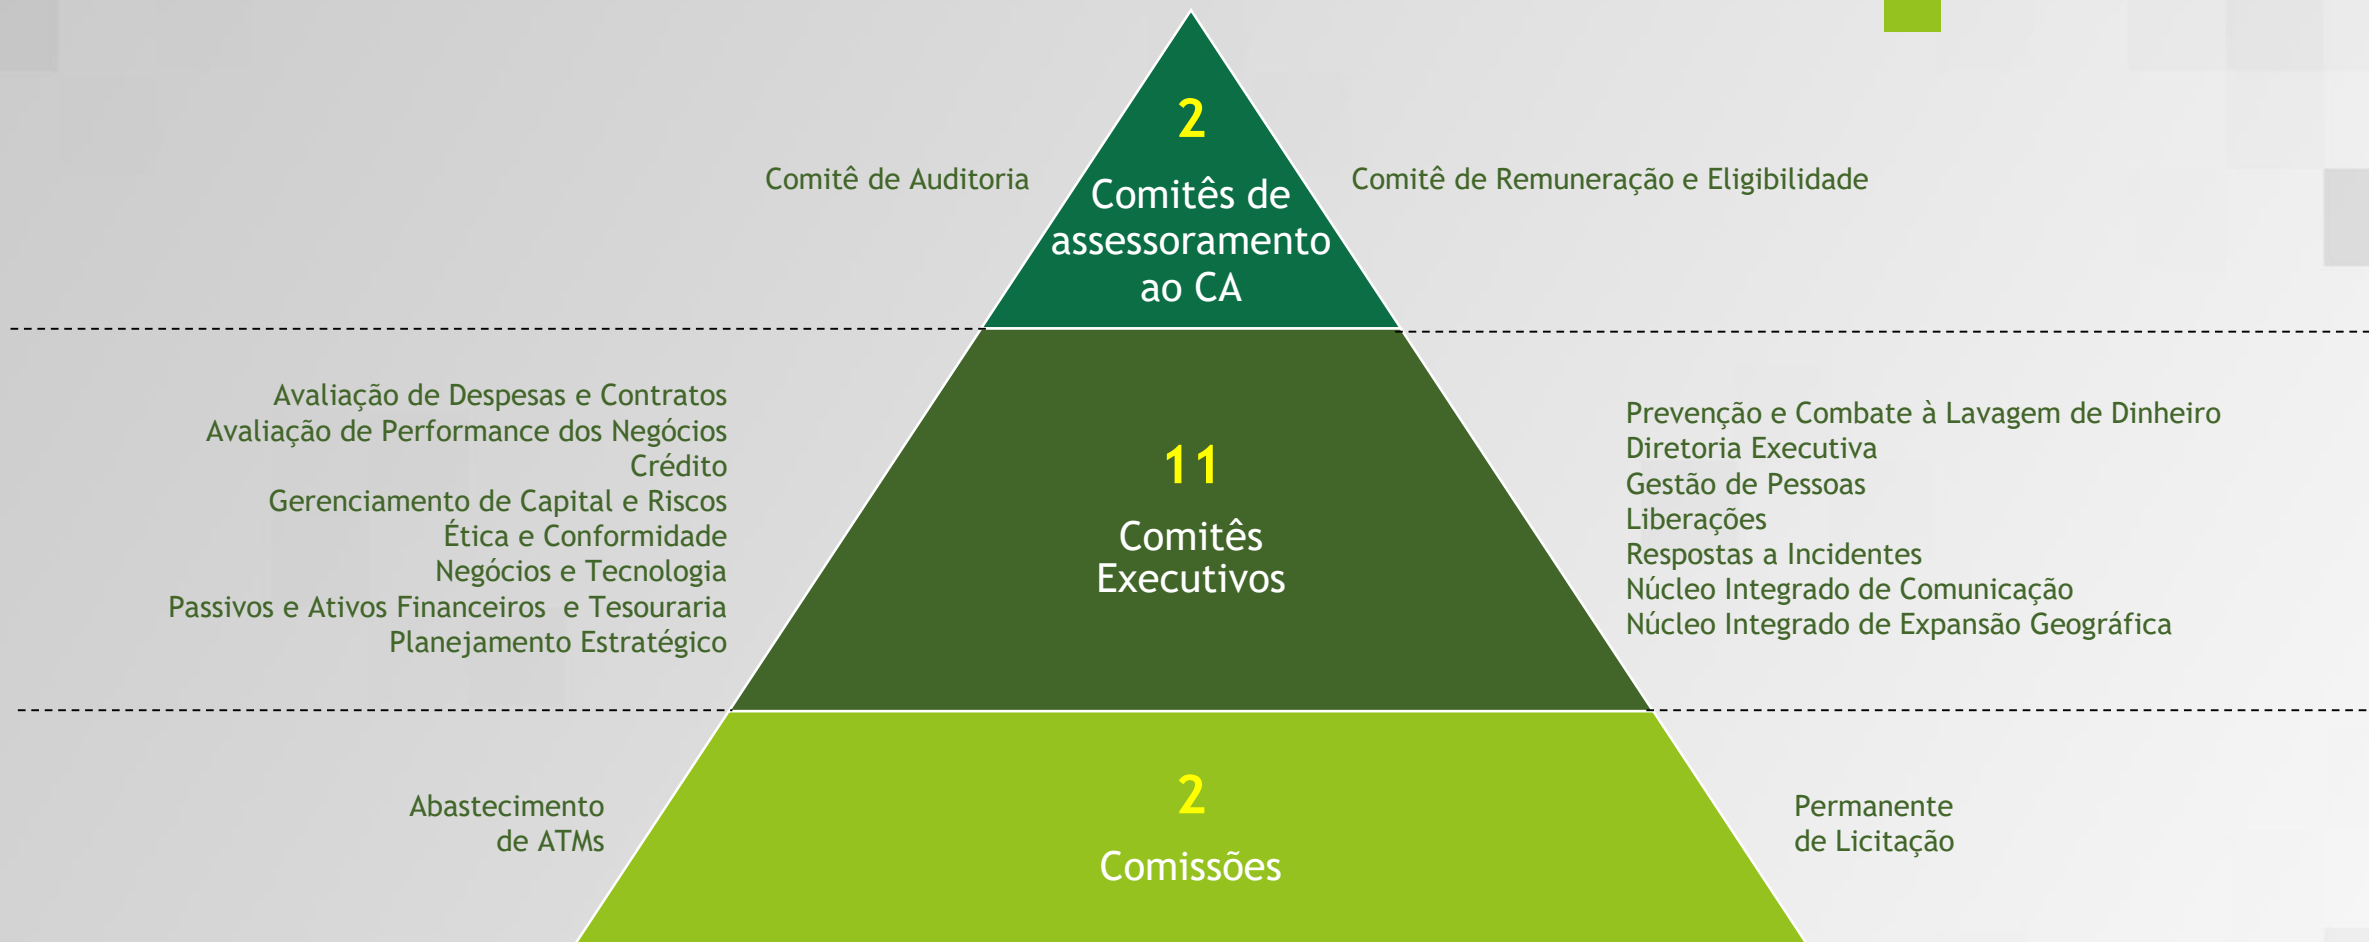 2
Comitês de
assessoramento
ao CA
Comitê de Auditoria
Comitê de Remuneração e Eligibilidade
Avaliação de Despesas e Contratos
Avaliação de Performance dos Negócios
Crédito
Gerenciamento de Capital e Riscos
Ética e Conformidade
Negócios e Tecnologia
Passivos e Ativos Financeiros e Tesouraria
Planejamento Estratégico
11
Comitês
Executivos
Prevenção e Combate à Lavagem de Dinheiro
Diretoria Executiva
Gestão de Pessoas
Liberações
Respostas a Incidentes
Núcleo Integrado de Comunicação
Núcleo Integrado de Expansão Geográfica
Abastecimento
de ATMs
2
Comissões
Permanente
de Licitação